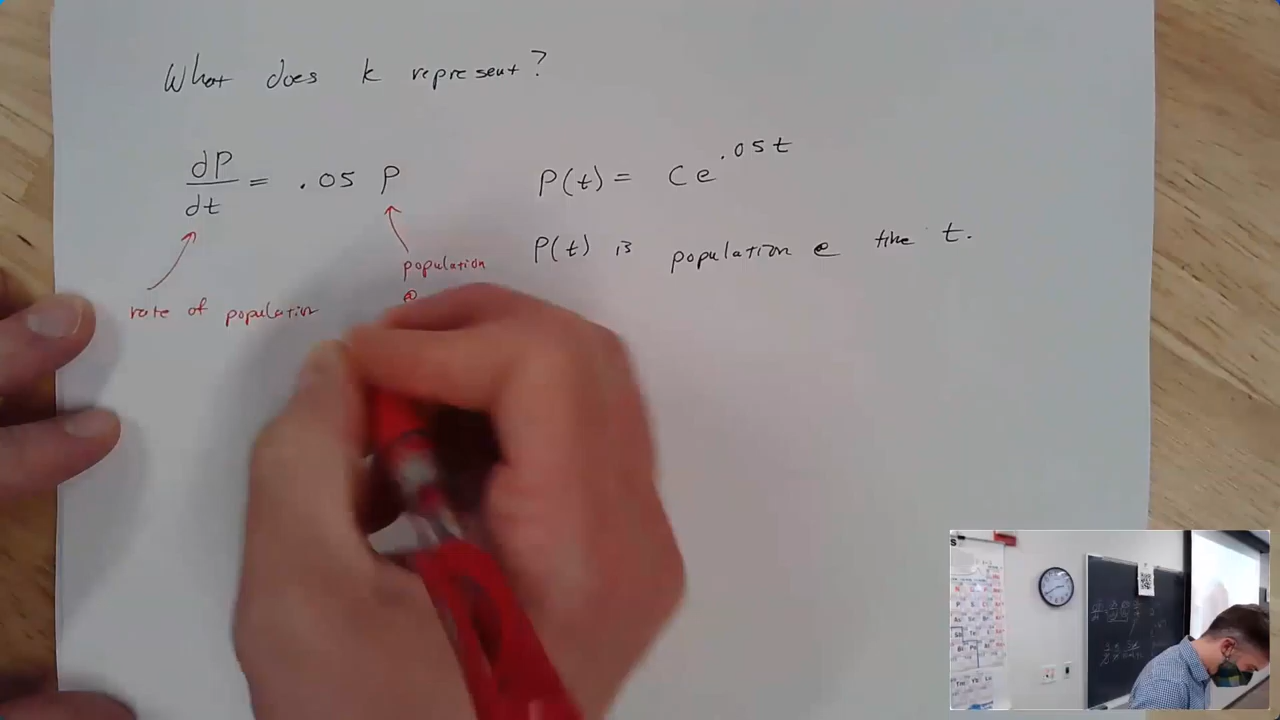 What does k represent?
dP/dt = .05 P
P(t) = Ce^.05t
P(t) is population @ time t.
population
@
rate of population